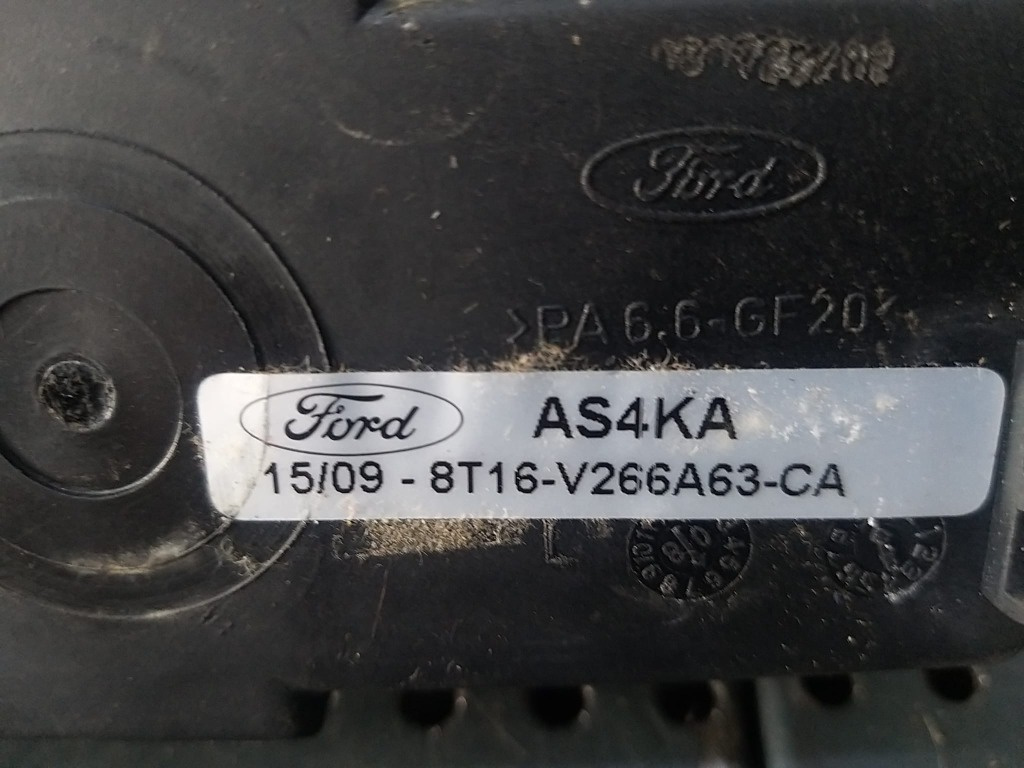 Ford
>PA 6.6-GF20<
Ford AS4KA
15/09 - 8T16-V266A63-CA
L